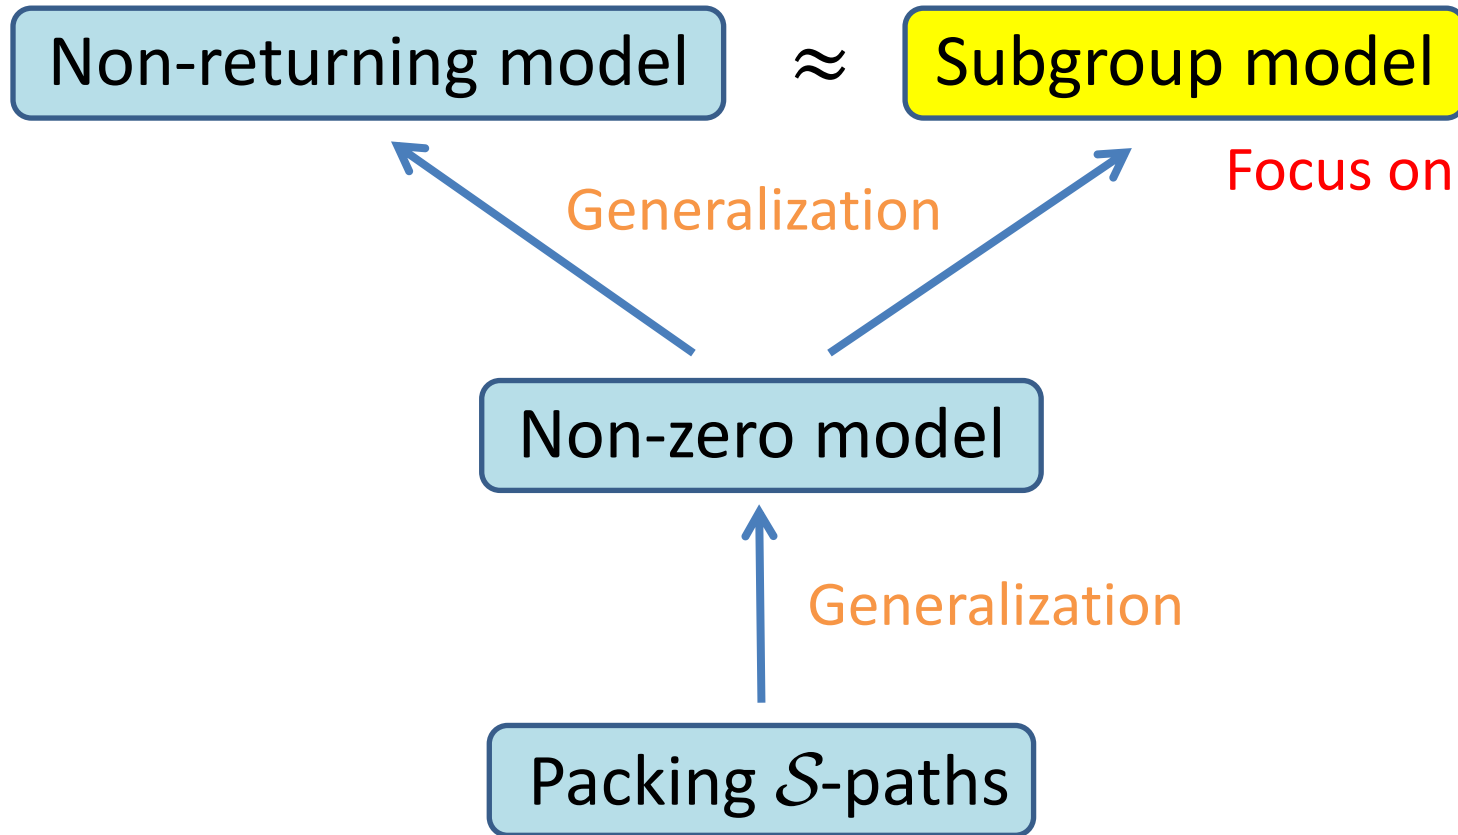 Non-returning model ≈ Subgroup model
Focus on
Generalization
Non-zero model
Generalization
Packing 𝒮-paths